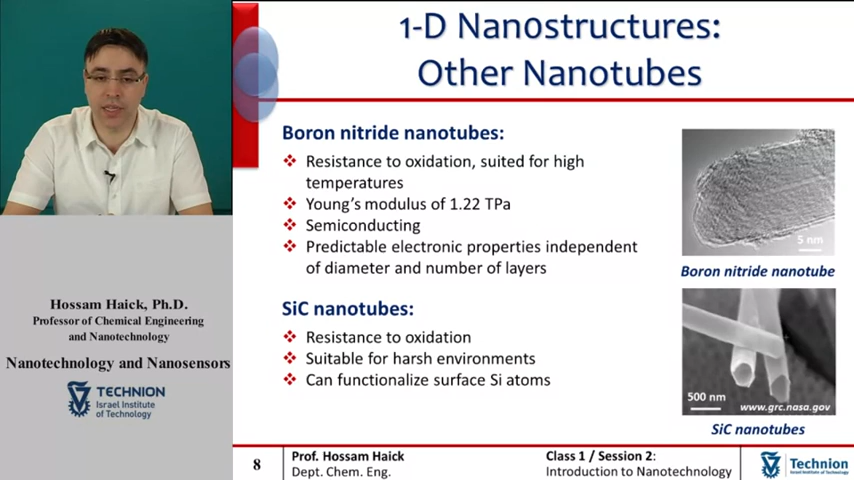 1-D Nanostructures:
Other Nanotubes
Boron nitride nanotubes:
❖ Resistance to oxidation, suited for high
temperatures
❖ Young's modulus of 1.22 TPa
❖ Semiconducting
❖ Predictable electronic properties independent
of diameter and number of layers
5 nm
Boron nitride nanotube
SiC nanotubes:
❖ Resistance to oxidation
❖ Suitable for harsh environments
❖ Can functionalize surface Si atoms
500 nm
www.grc.nasa.gov
SiC nanotubes
Hossam Haick, Ph.D.
Professor of Chemical Engineering
and Nanotechnology
Nanotechnology and Nanosensors
TECHNION
Israel Institute
of Technology
8
Prof. Hossam Haick
Dept. Chem. Eng.
Class 1 / Session 2:
Introduction to Nanotechnology
Technion